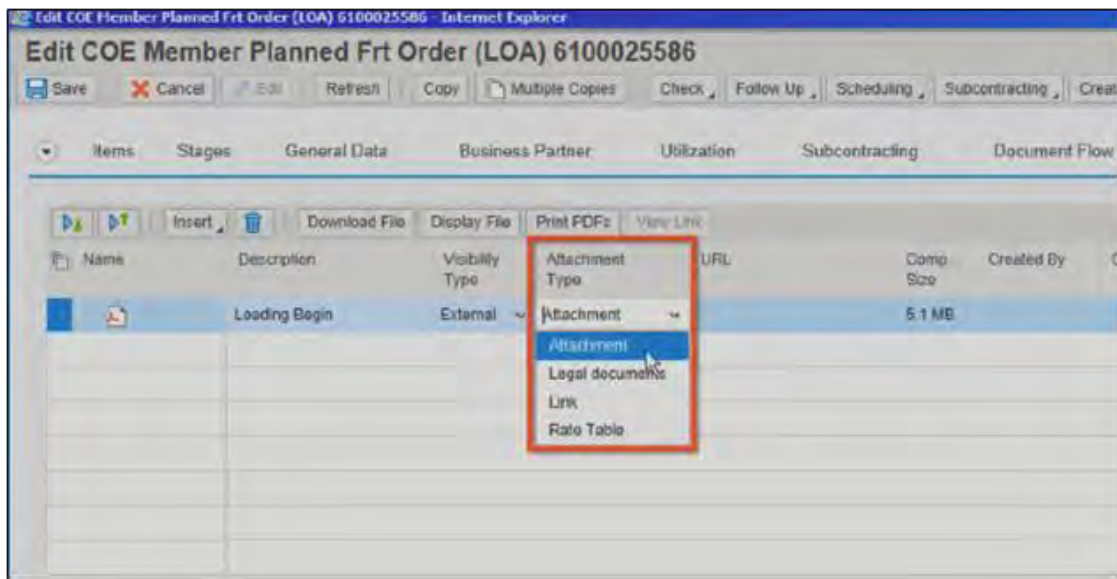 Edit COE Member Planned Frt Order (LOA) 6100025586 - Internet Explorer
Edit COE Member Planned Frt Order (LOA) 6100025586
Save Cancel Edit Refresh Copy Multiple Copies Check Follow Up Scheduling Subcontracting Creat
Items Stages General Data Business Partner Utilization Subcontracting Document Flow
Insert Download File Display File Print PDFs View Link
Name Description Visibility Type Attachment Type URL Comp Size Created By C
Loading Begin External Attachment 5.1 MB
Attachment
Legal documents
Link
Rate Table